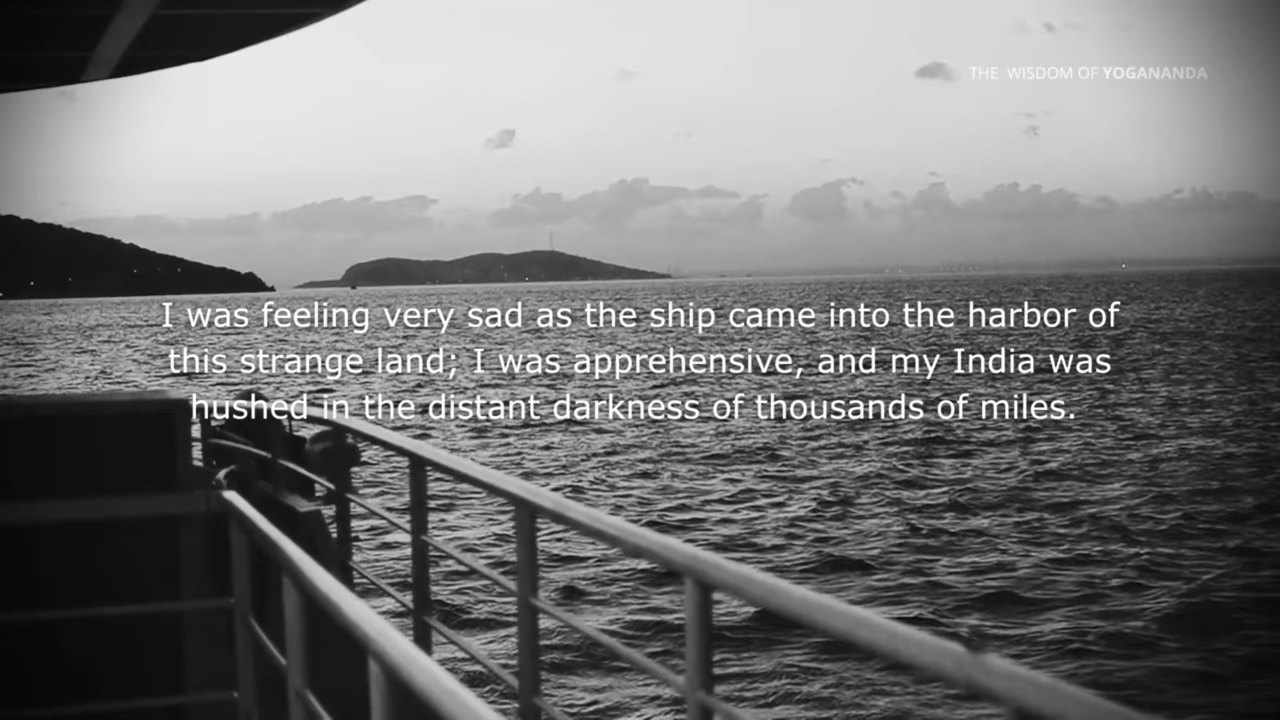 THE WISDOM OF YOGANANDA
I was feeling very sad as the ship came into the harbor of
this strange land; I was apprehensive, and my India was
hushed in the distant darkness of thousands of miles.